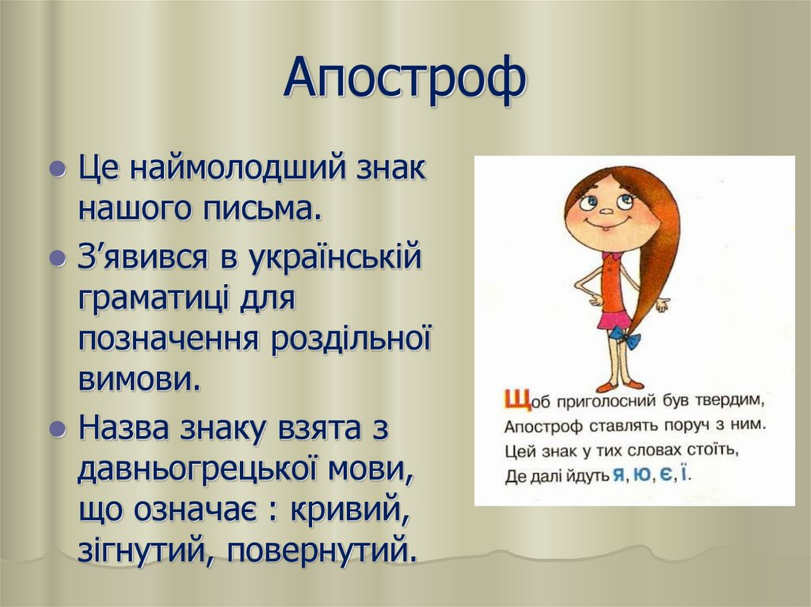 Апостроф
Це наймолодший знак
нашого письма.
З’явився в українській
граматиці для
позначення роздільної
вимови.
Назва знаку взята з
давньогрецької мови,
що означає : кривий,
зігнутий, повернутий.
Щоб приголосний був твердим,
Апостроф ставлять поруч з ним.
Цей знак у тих словах стоїть,
Де далі йдуть я, ю, є, ї.